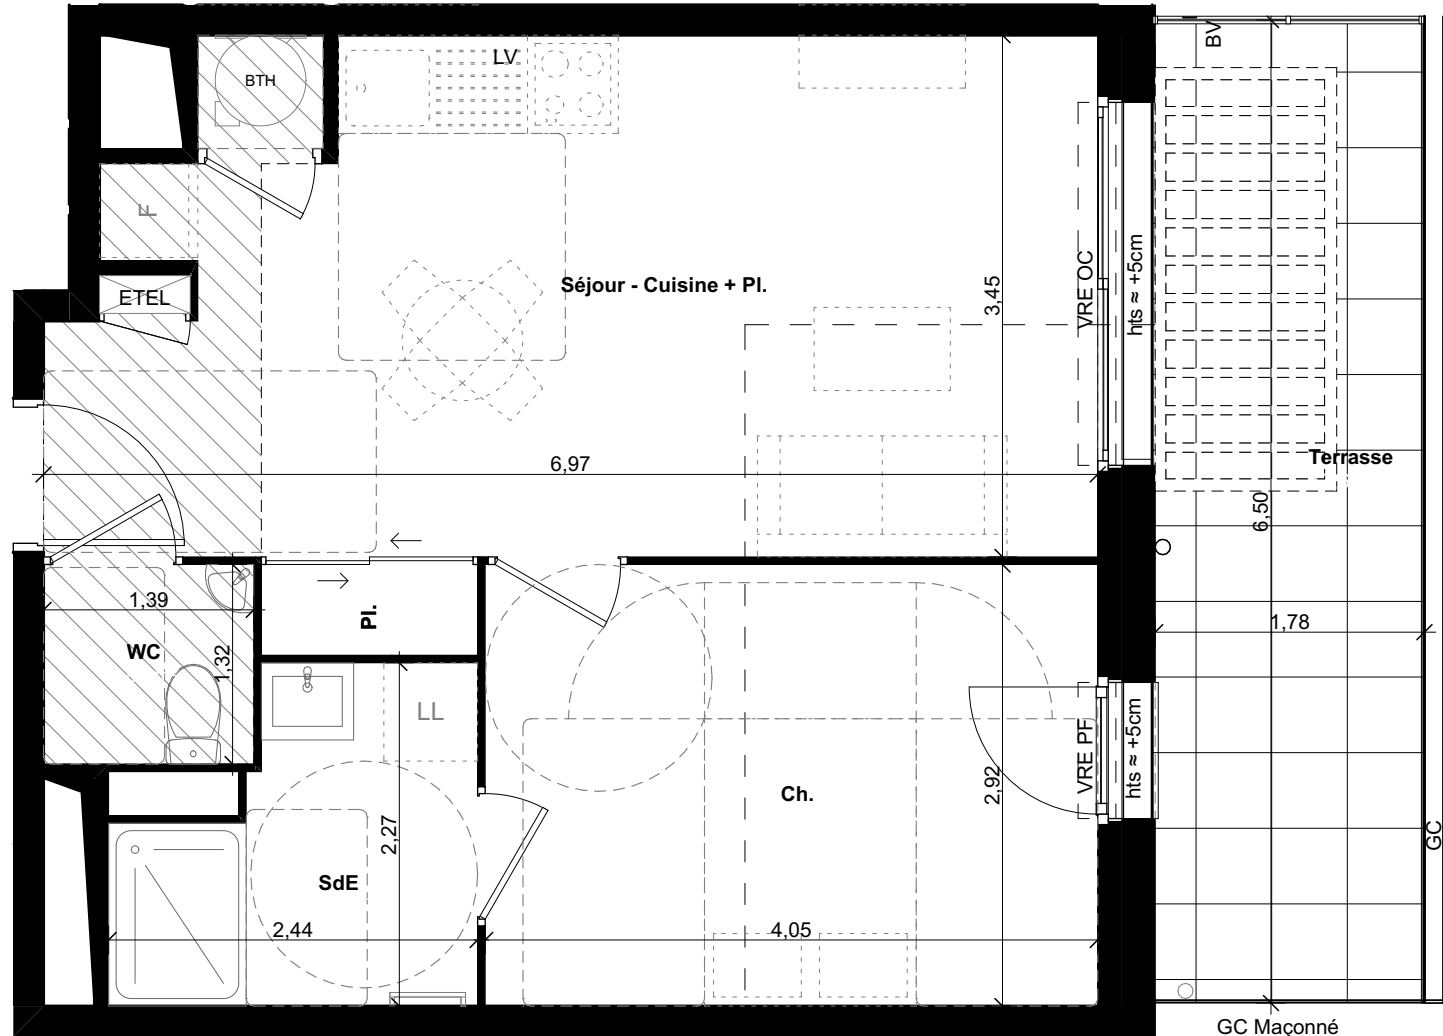 BTH
LV
BV
F
ETEL
Séjour - Cuisine + Pl.
3,45
VRE OC
hts ≈ +5cm
6,97
Terrasse
6,50
1,39
WC
1,32
Pl.
1,78
LL
VRE PF
hts ≈ +5cm
2,92
Ch.
2,27
SdE
2,44
4,05
GC
GC Maçonné